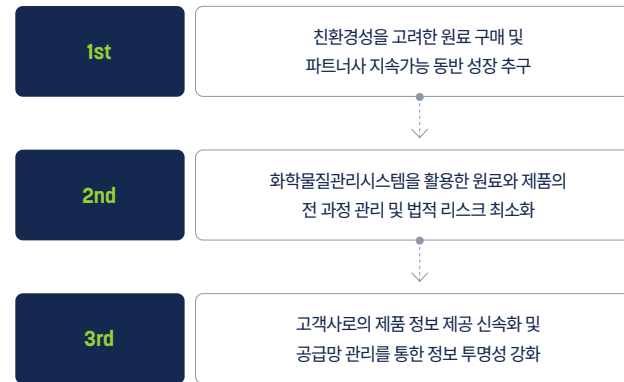 1st
친환경성을 고려한 원료 구매 및
파트너사 지속가능 동반 성장 추구
2nd
화학물질관리시스템을 활용한 원료와 제품의
전 과정 관리 및 법적 리스크 최소화
3rd
고객사로의 제품 정보 제공 신속화 및
공급망 관리를 통한 정보 투명성 강화